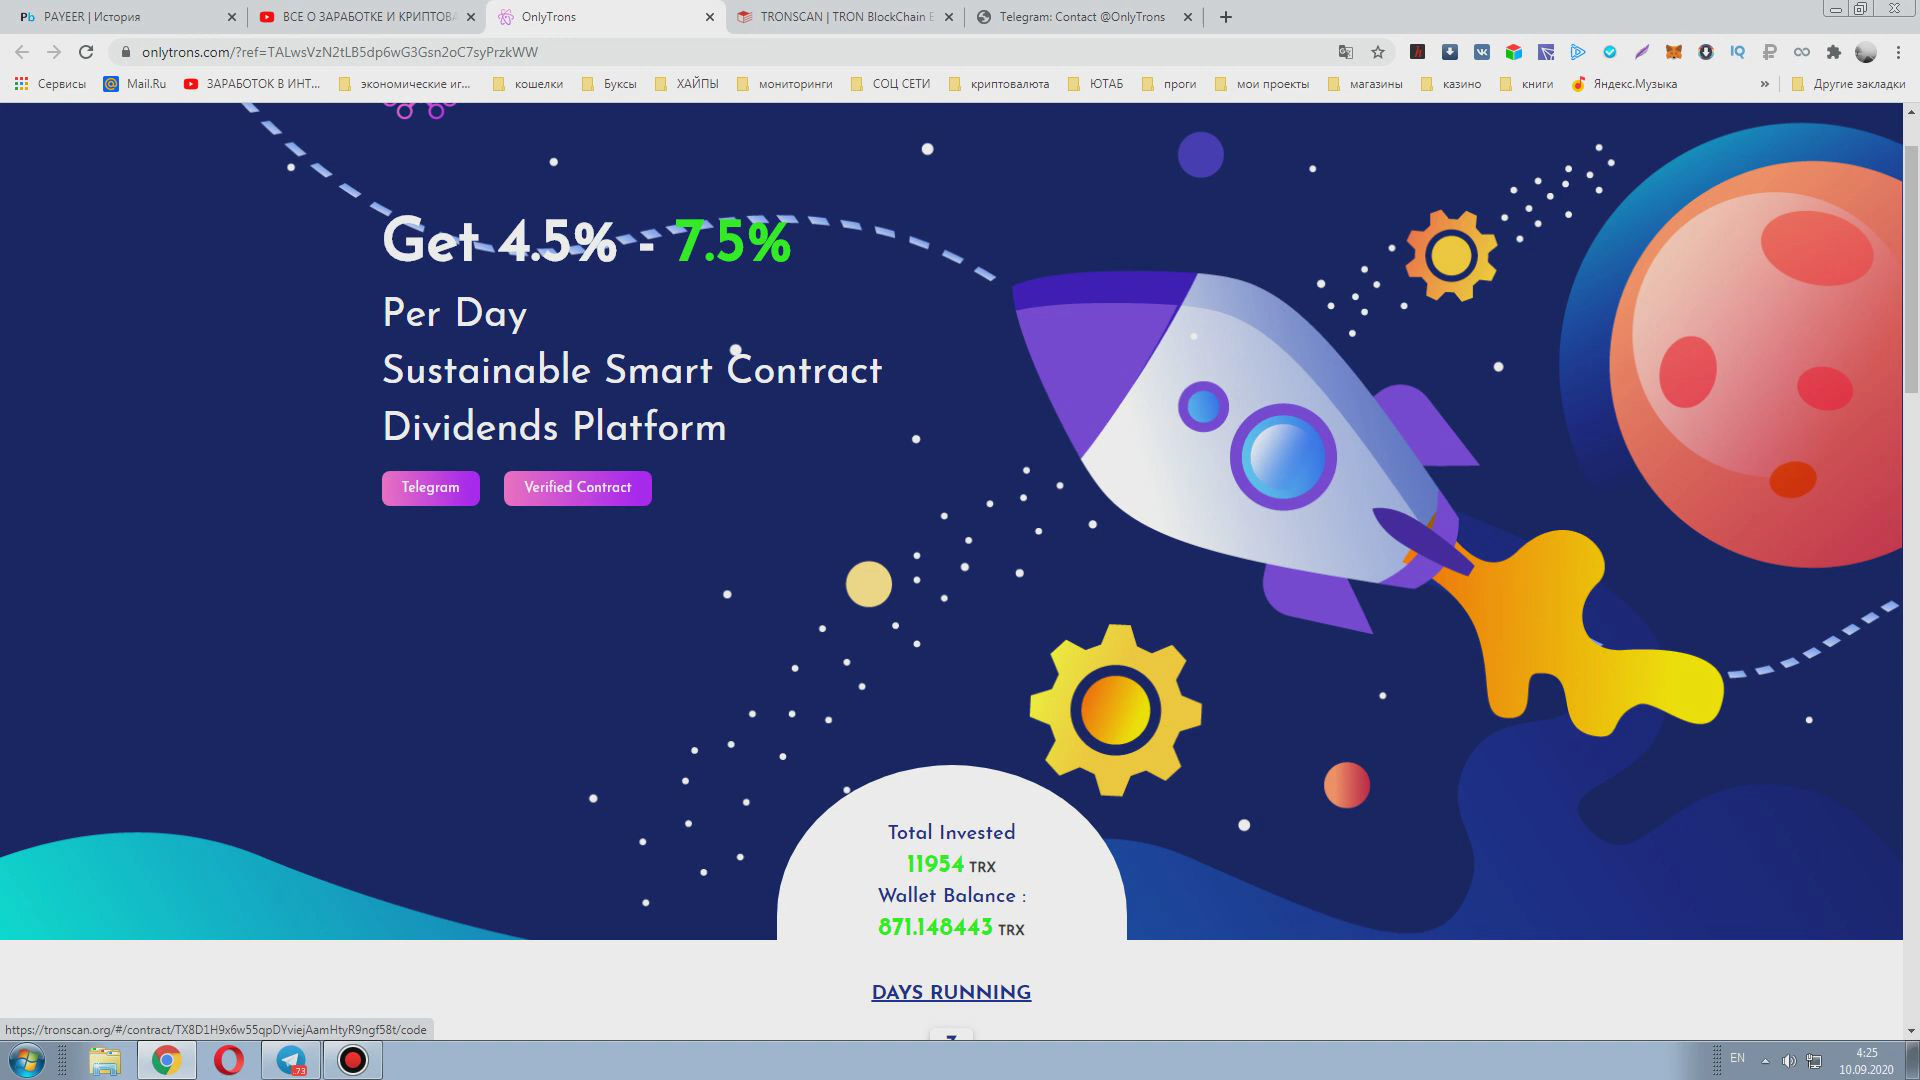 PAYEER | История
ВСЕ О ЗАРАБОТКЕ И КРИПТОВА
OnlyTrons
TRONSCAN | TRON BlockChain E
Telegram: Contact @OnlyTrons
onlytrons.com/?ref=TALwsVzN2tLB5dp6wG3Gsn2oC7syPrzkWW
Сервисы
Mail.Ru
ЗАРАБОТОК В ИНТ...
экономические иг...
кошелки
Буксы
ХАЙПЫ
мониторинги
СОЦ СЕТИ
криптовалюта
ЮТАБ
проги
мои проекты
магазины
казино
книги
Яндекс.Музыка
Другие закладки
Get 4.5% - 7.5%
Per Day
Sustainable Smart Contract
Dividends Platform
Telegram
Verified Contract
Total Invested
11954 TRX
Wallet Balance :
871.148443 TRX
DAYS RUNNING
https://tronscan.org/#/contract/TX8D1H9x6w55qpDYviejAamHtyR9ngf58t/code
.73
EN
4:25
10.09.2020